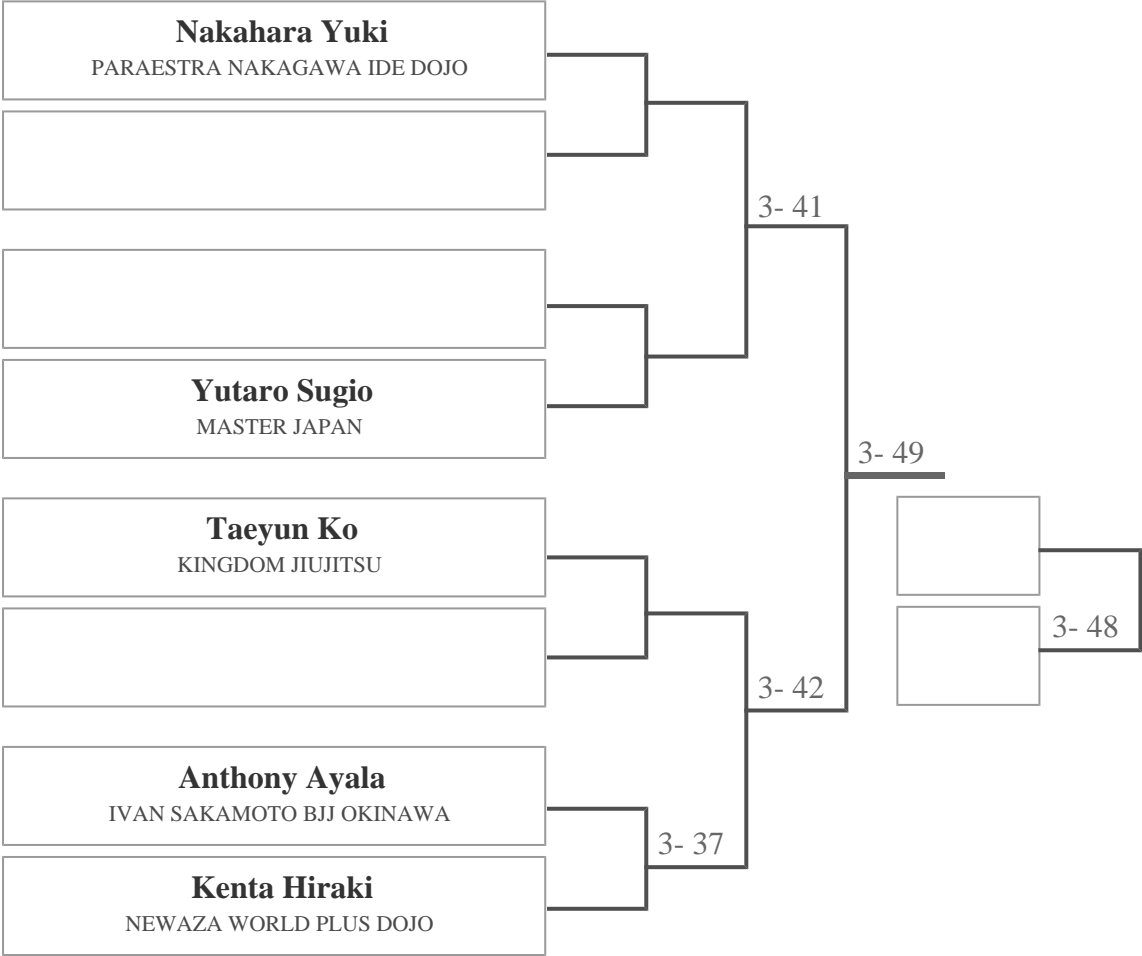 Nakahara Yuki
PARAESTRA NAKAGAWA IDE DOJO
3- 41
Yutaro Sugio
MASTER JAPAN
3- 49
Taeyun Ko
KINGDOM JIUJITSU
3- 48
3- 42
Anthony Ayala
IVAN SAKAMOTO BJJ OKINAWA
3- 37
Kenta Hiraki
NEWAZA WORLD PLUS DOJO